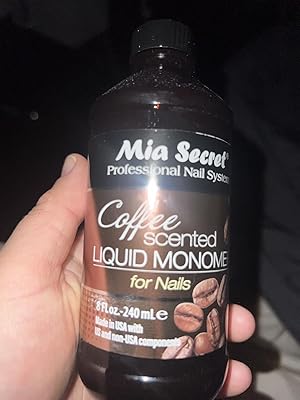 Mia Secret®
Professional Nail System
Coffee
scented
LIQUID MONOME
for Nails
8 fl oz.-240 mL e
Made in USA with
US and non-USA components